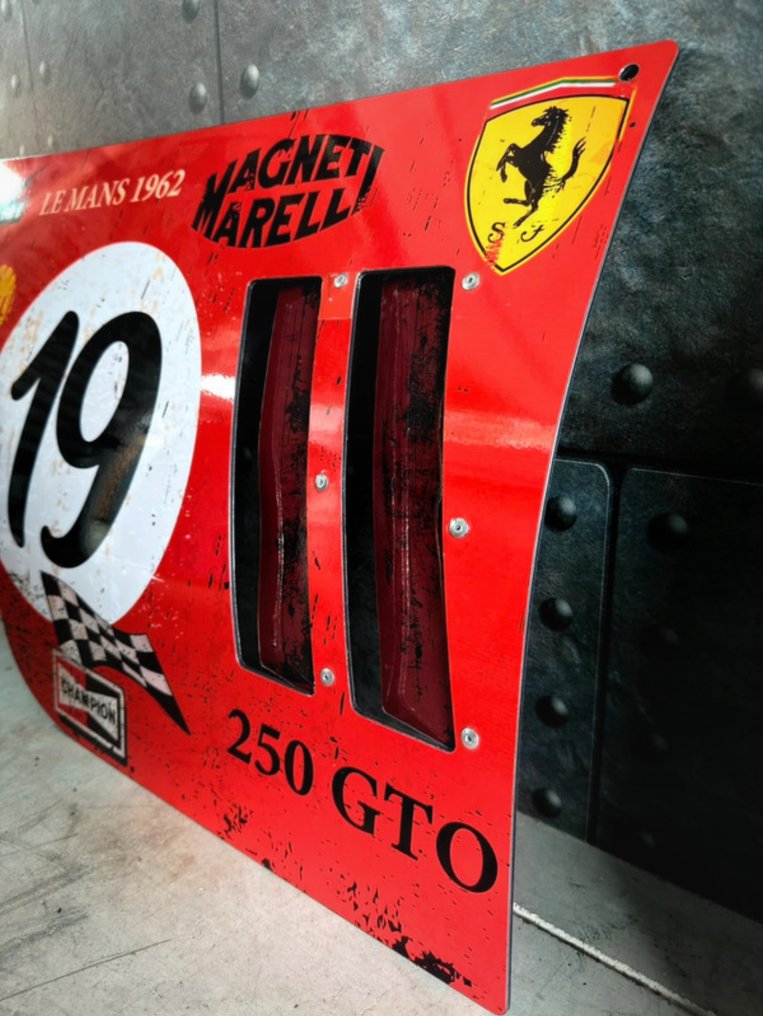 LE MANS 1962
MAGNETI
MARELLI
S F
19
CHAMPION
250 GTO